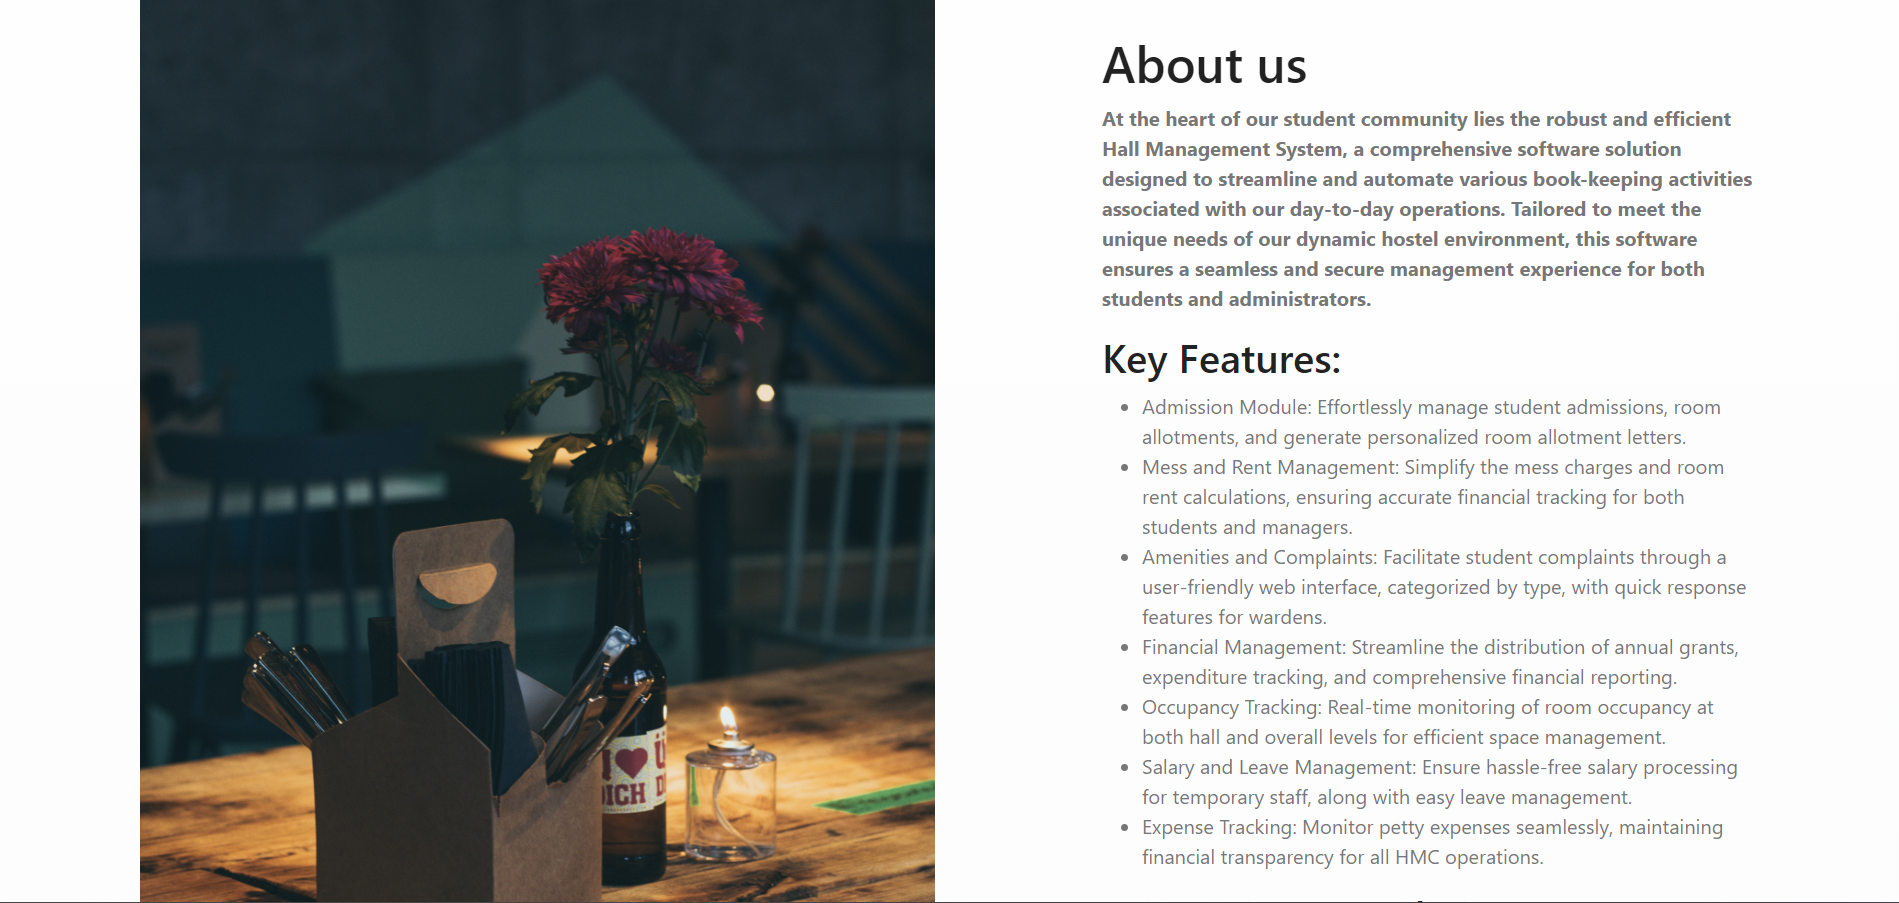 About us
At the heart of our student community lies the robust and efficient
Hall Management System, a comprehensive software solution
designed to streamline and automate various book-keeping activities
associated with our day-to-day operations. Tailored to meet the
unique needs of our dynamic hostel environment, this software
ensures a seamless and secure management experience for both
students and administrators.
Key Features:
Admission Module: Effortlessly manage student admissions, room
allotments, and generate personalized room allotment letters.
Mess and Rent Management: Simplify the mess charges and room
rent calculations, ensuring accurate financial tracking for both
students and managers.
Amenities and Complaints: Facilitate student complaints through a
user-friendly web interface, categorized by type, with quick response
features for wardens.
Financial Management: Streamline the distribution of annual grants,
expenditure tracking, and comprehensive financial reporting.
Occupancy Tracking: Real-time monitoring of room occupancy at
both hall and overall levels for efficient space management.
Salary and Leave Management: Ensure hassle-free salary processing
for temporary staff, along with easy leave management.
Expense Tracking: Monitor petty expenses seamlessly, maintaining
financial transparency for all HMC operations.